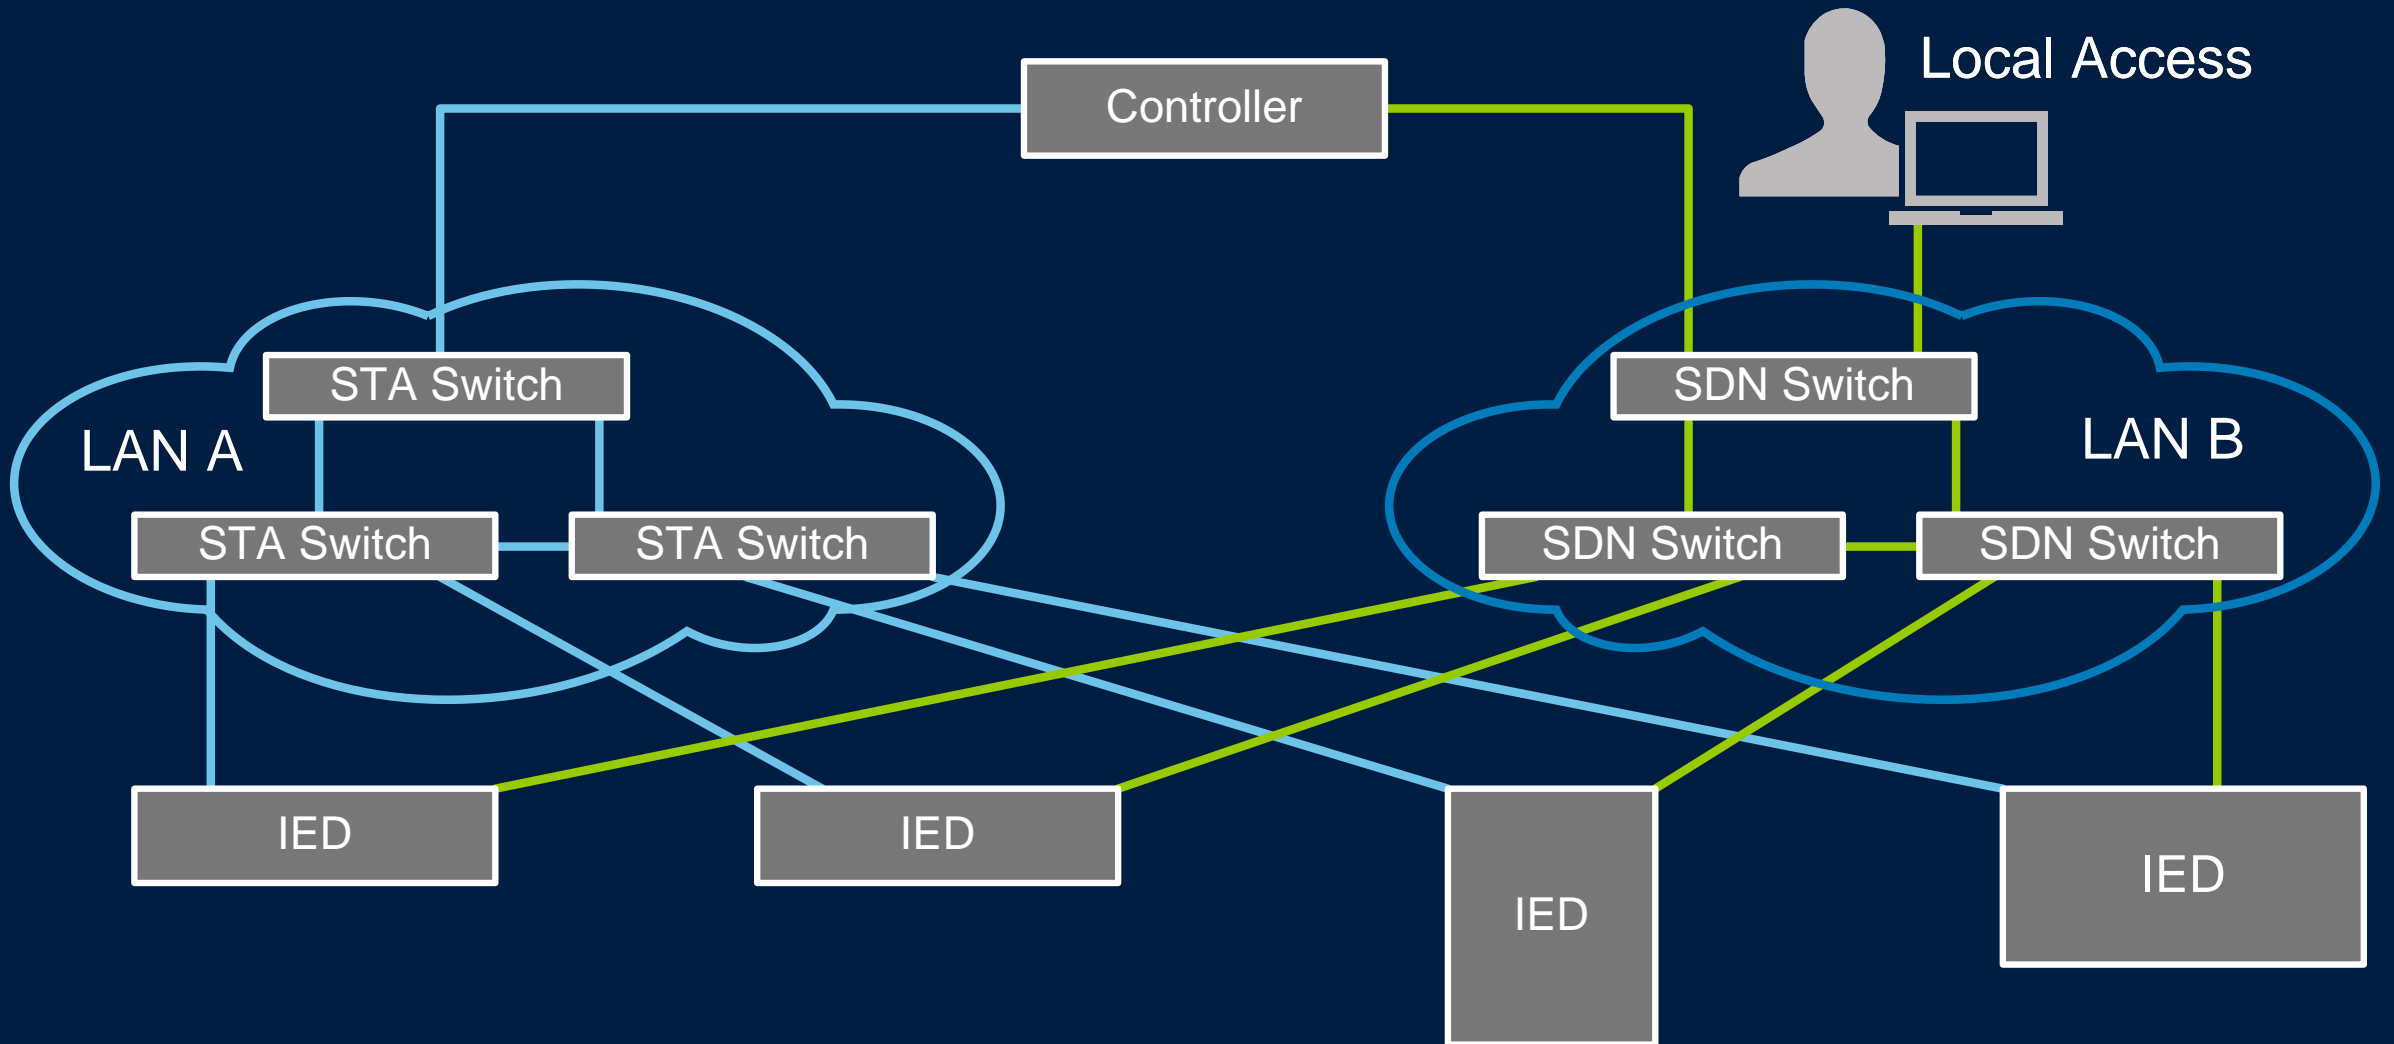 Local Access
Controller
STA Switch
SDN Switch
LAN A
LAN B
STA Switch
STA Switch
SDN Switch
SDN Switch
IED
IED
IED
IED